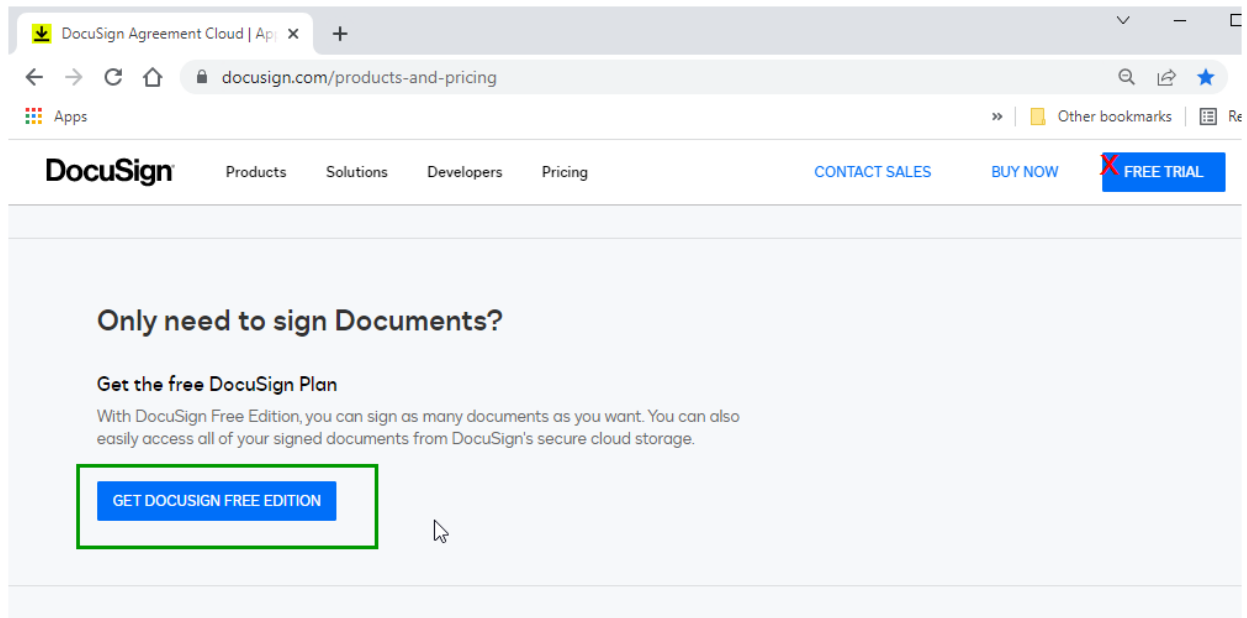 DocuSign Agreement Cloud | Ap
docusign.com/products-and-pricing
Apps
»
Other bookmarks
Re
DocuSign
Products
Solutions
Developers
Pricing
CONTACT SALES
BUY NOW
X
FREE TRIAL
Only need to sign Documents?
Get the free DocuSign Plan
With DocuSign Free Edition, you can sign as many documents as you want. You can also
easily access all of your signed documents from DocuSign's secure cloud storage.
GET DOCUSIGN FREE EDITION